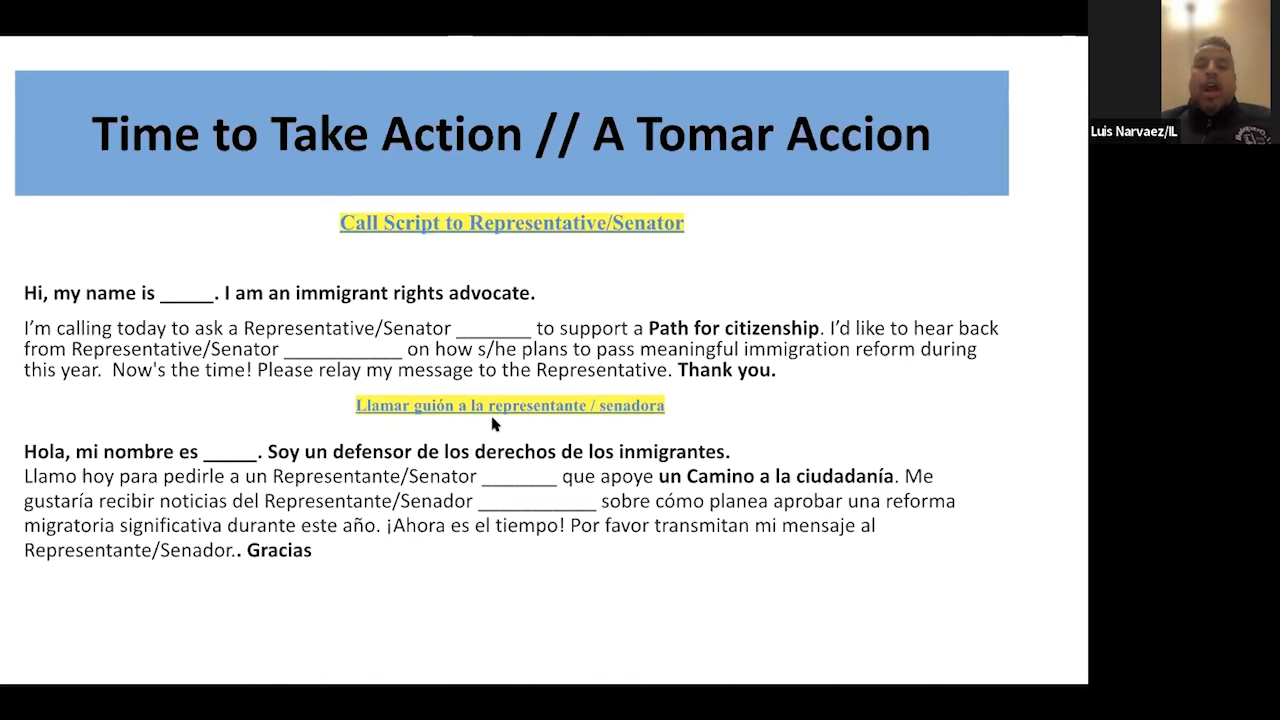 Time to Take Action // A Tomar Accion
Call Script to Representative/Senator
Hi, my name is _____. I am an immigrant rights advocate.
I'm calling today to ask a Representative/Senator _______ to support a Path for citizenship. I'd like to hear back
from Representative/Senator ___________ on how s/he plans to pass meaningful immigration reform during
this year.  Now's the time! Please relay my message to the Representative. Thank you.
Llamar guión a la representante / senadora
Hola, mi nombre es _____. Soy un defensor de los derechos de los inmigrantes.
Llamo hoy para pedirle a un Representante/Senator _______ que apoye un Camino a la ciudadanía. Me
gustaría recibir noticias del Representante/Senador ___________ sobre cómo planea aprobar una reforma
migratoria significativa durante este año. ¡Ahora es el tiempo! Por favor transmitan mi mensaje al
Representante/Senador.. Gracias
Luis Narvaez/IL